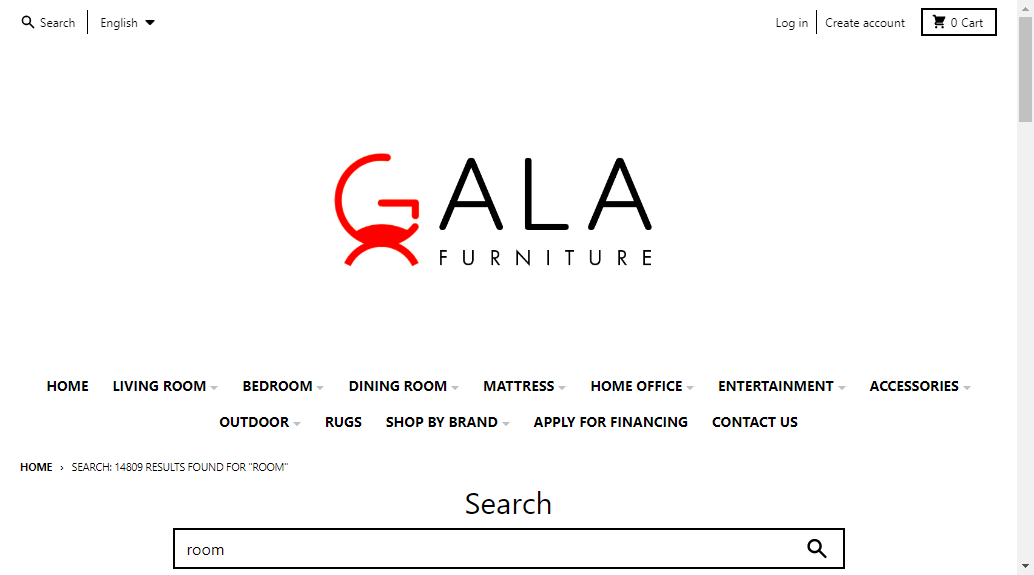 Search English Log in Create account 0 Cart
GALA
FURNITURE
HOME LIVING ROOM BEDROOM DINING ROOM MATTRESS HOME OFFICE ENTERTAINMENT ACCESSORIES
OUTDOOR RUGS SHOP BY BRAND APPLY FOR FINANCING CONTACT US
HOME › SEARCH: 14809 RESULTS FOUND FOR "ROOM"
Search
room